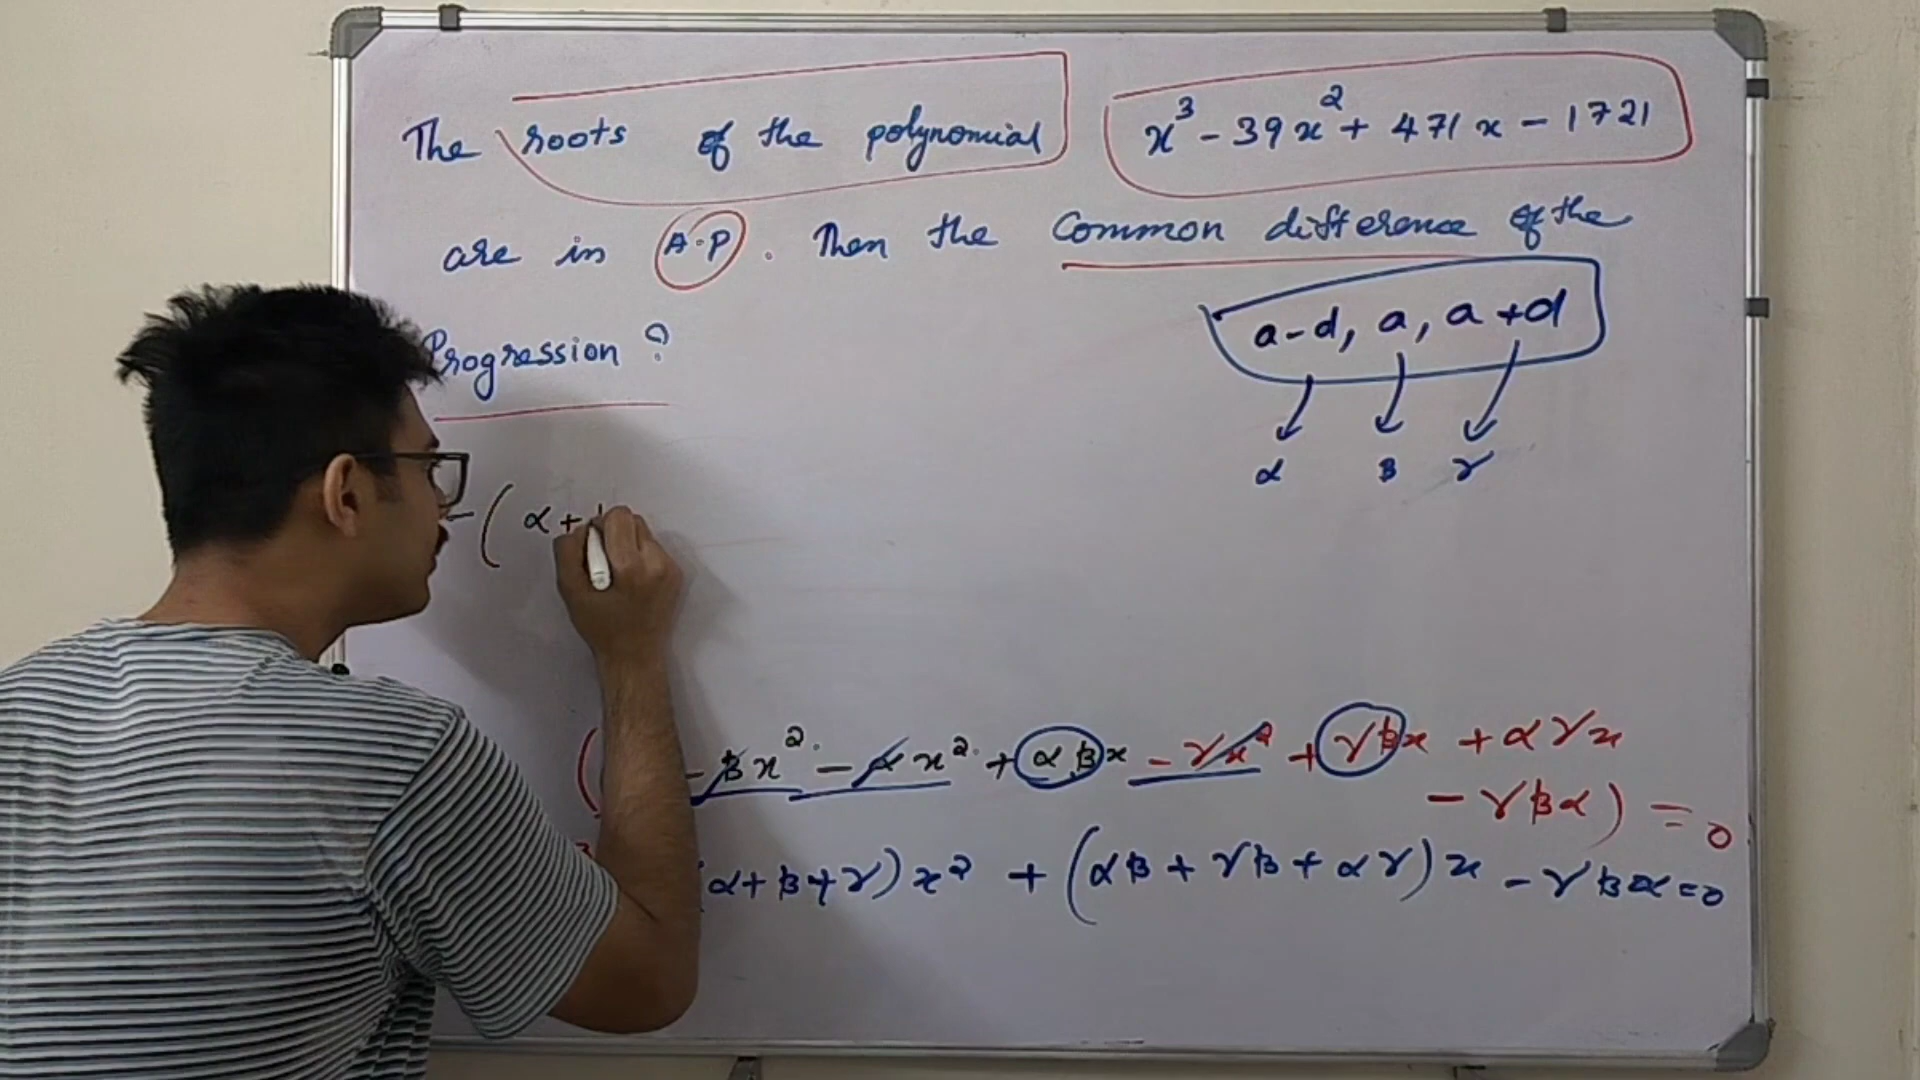 The roots of the polynomial x³ - 39x² + 471x - 1721
are in A.P. Then the Common difference of the
Progression?
a-d, a, a+d
α β γ
-(α+
( - βx² - αx² + αβx - γx² + γβx + αγx
- γβα) = 0
(α+β+γ)x² + (αβ + γβ + αγ)x - γβα = 0